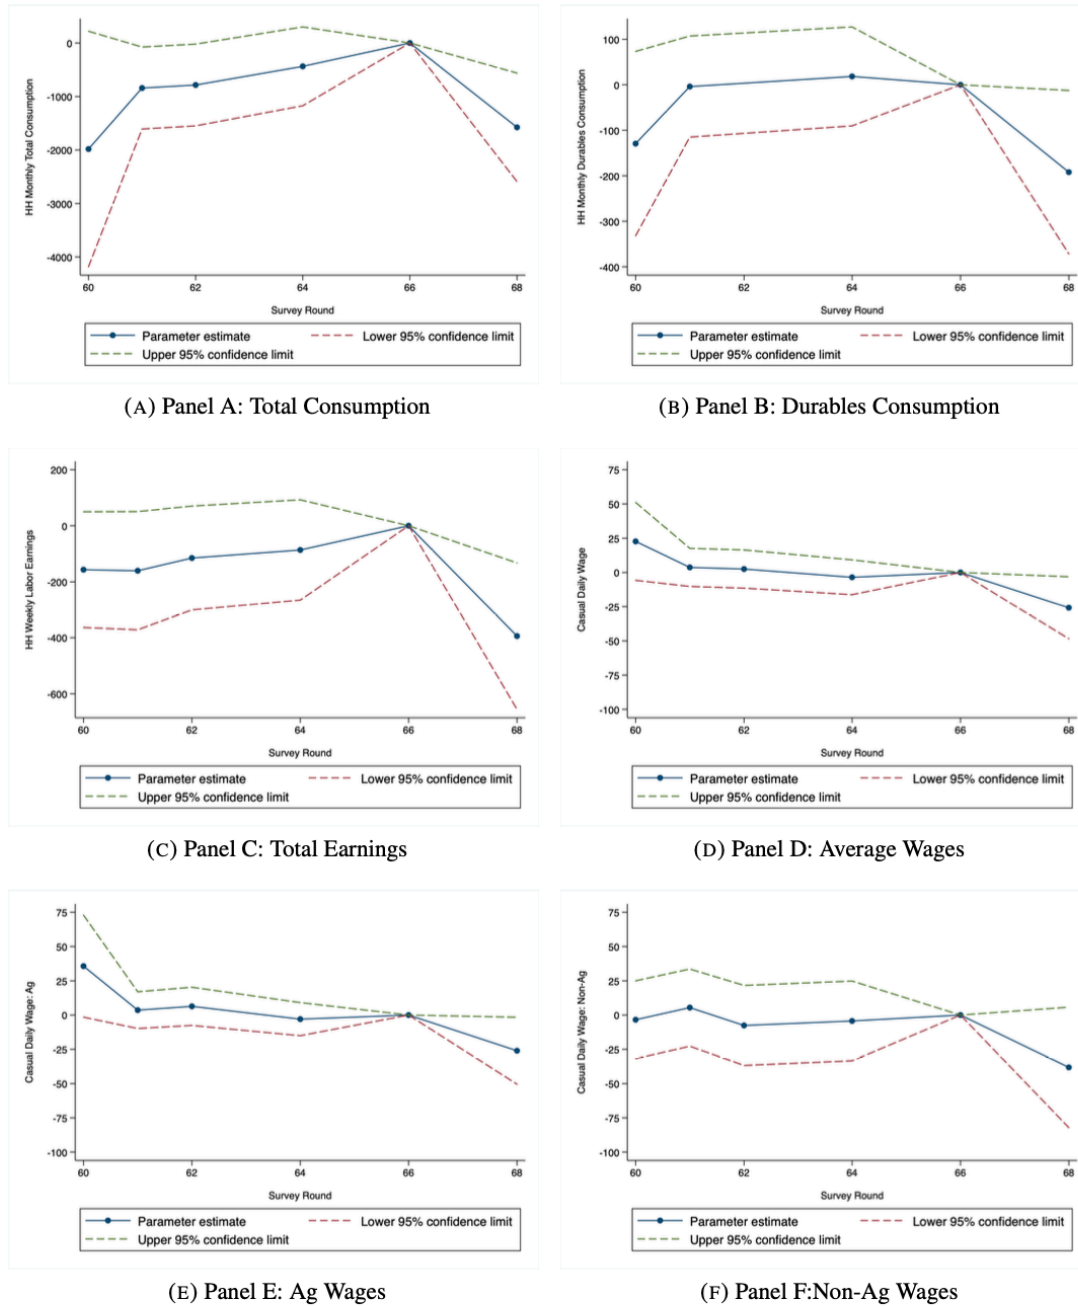 HH Monthly Total Consumption
0
-1000
-2000
-3000
-4000
60 62 64 66 68
Survey Round
Parameter estimate Lower 95% confidence limit
Upper 95% confidence limit
(A) Panel A: Total Consumption
HH Monthly Durables Consumption
100
0
-100
-200
-300
-400
60 62 64 66 68
Survey Round
Parameter estimate Lower 95% confidence limit
Upper 95% confidence limit
(B) Panel B: Durables Consumption
HH Weekly Labor Earnings
200
0
-200
-400
-600
60 62 64 66 68
Survey Round
Parameter estimate Lower 95% confidence limit
Upper 95% confidence limit
(C) Panel C: Total Earnings
Casual Daily Wage
75
50
25
0
-25
-50
-75
-100
60 62 64 66 68
Survey Round
Parameter estimate Lower 95% confidence limit
Upper 95% confidence limit
(D) Panel D: Average Wages
Casual Daily Wage: Ag
75
50
25
0
-25
-50
-75
-100
60 62 64 66 68
Survey Round
Parameter estimate Lower 95% confidence limit
Upper 95% confidence limit
(E) Panel E: Ag Wages
Casual Daily Wage: Non-Ag
75
50
25
0
-25
-50
-75
-100
60 62 64 66 68
Survey Round
Parameter estimate Lower 95% confidence limit
Upper 95% confidence limit
(F) Panel F:Non-Ag Wages